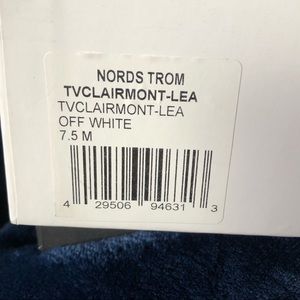 NORDS TROM
TVCLAIRMONT-LEA
TVCLAIRMONT-LEA
OFF WHITE
7.5 M
4 29506 94631 3